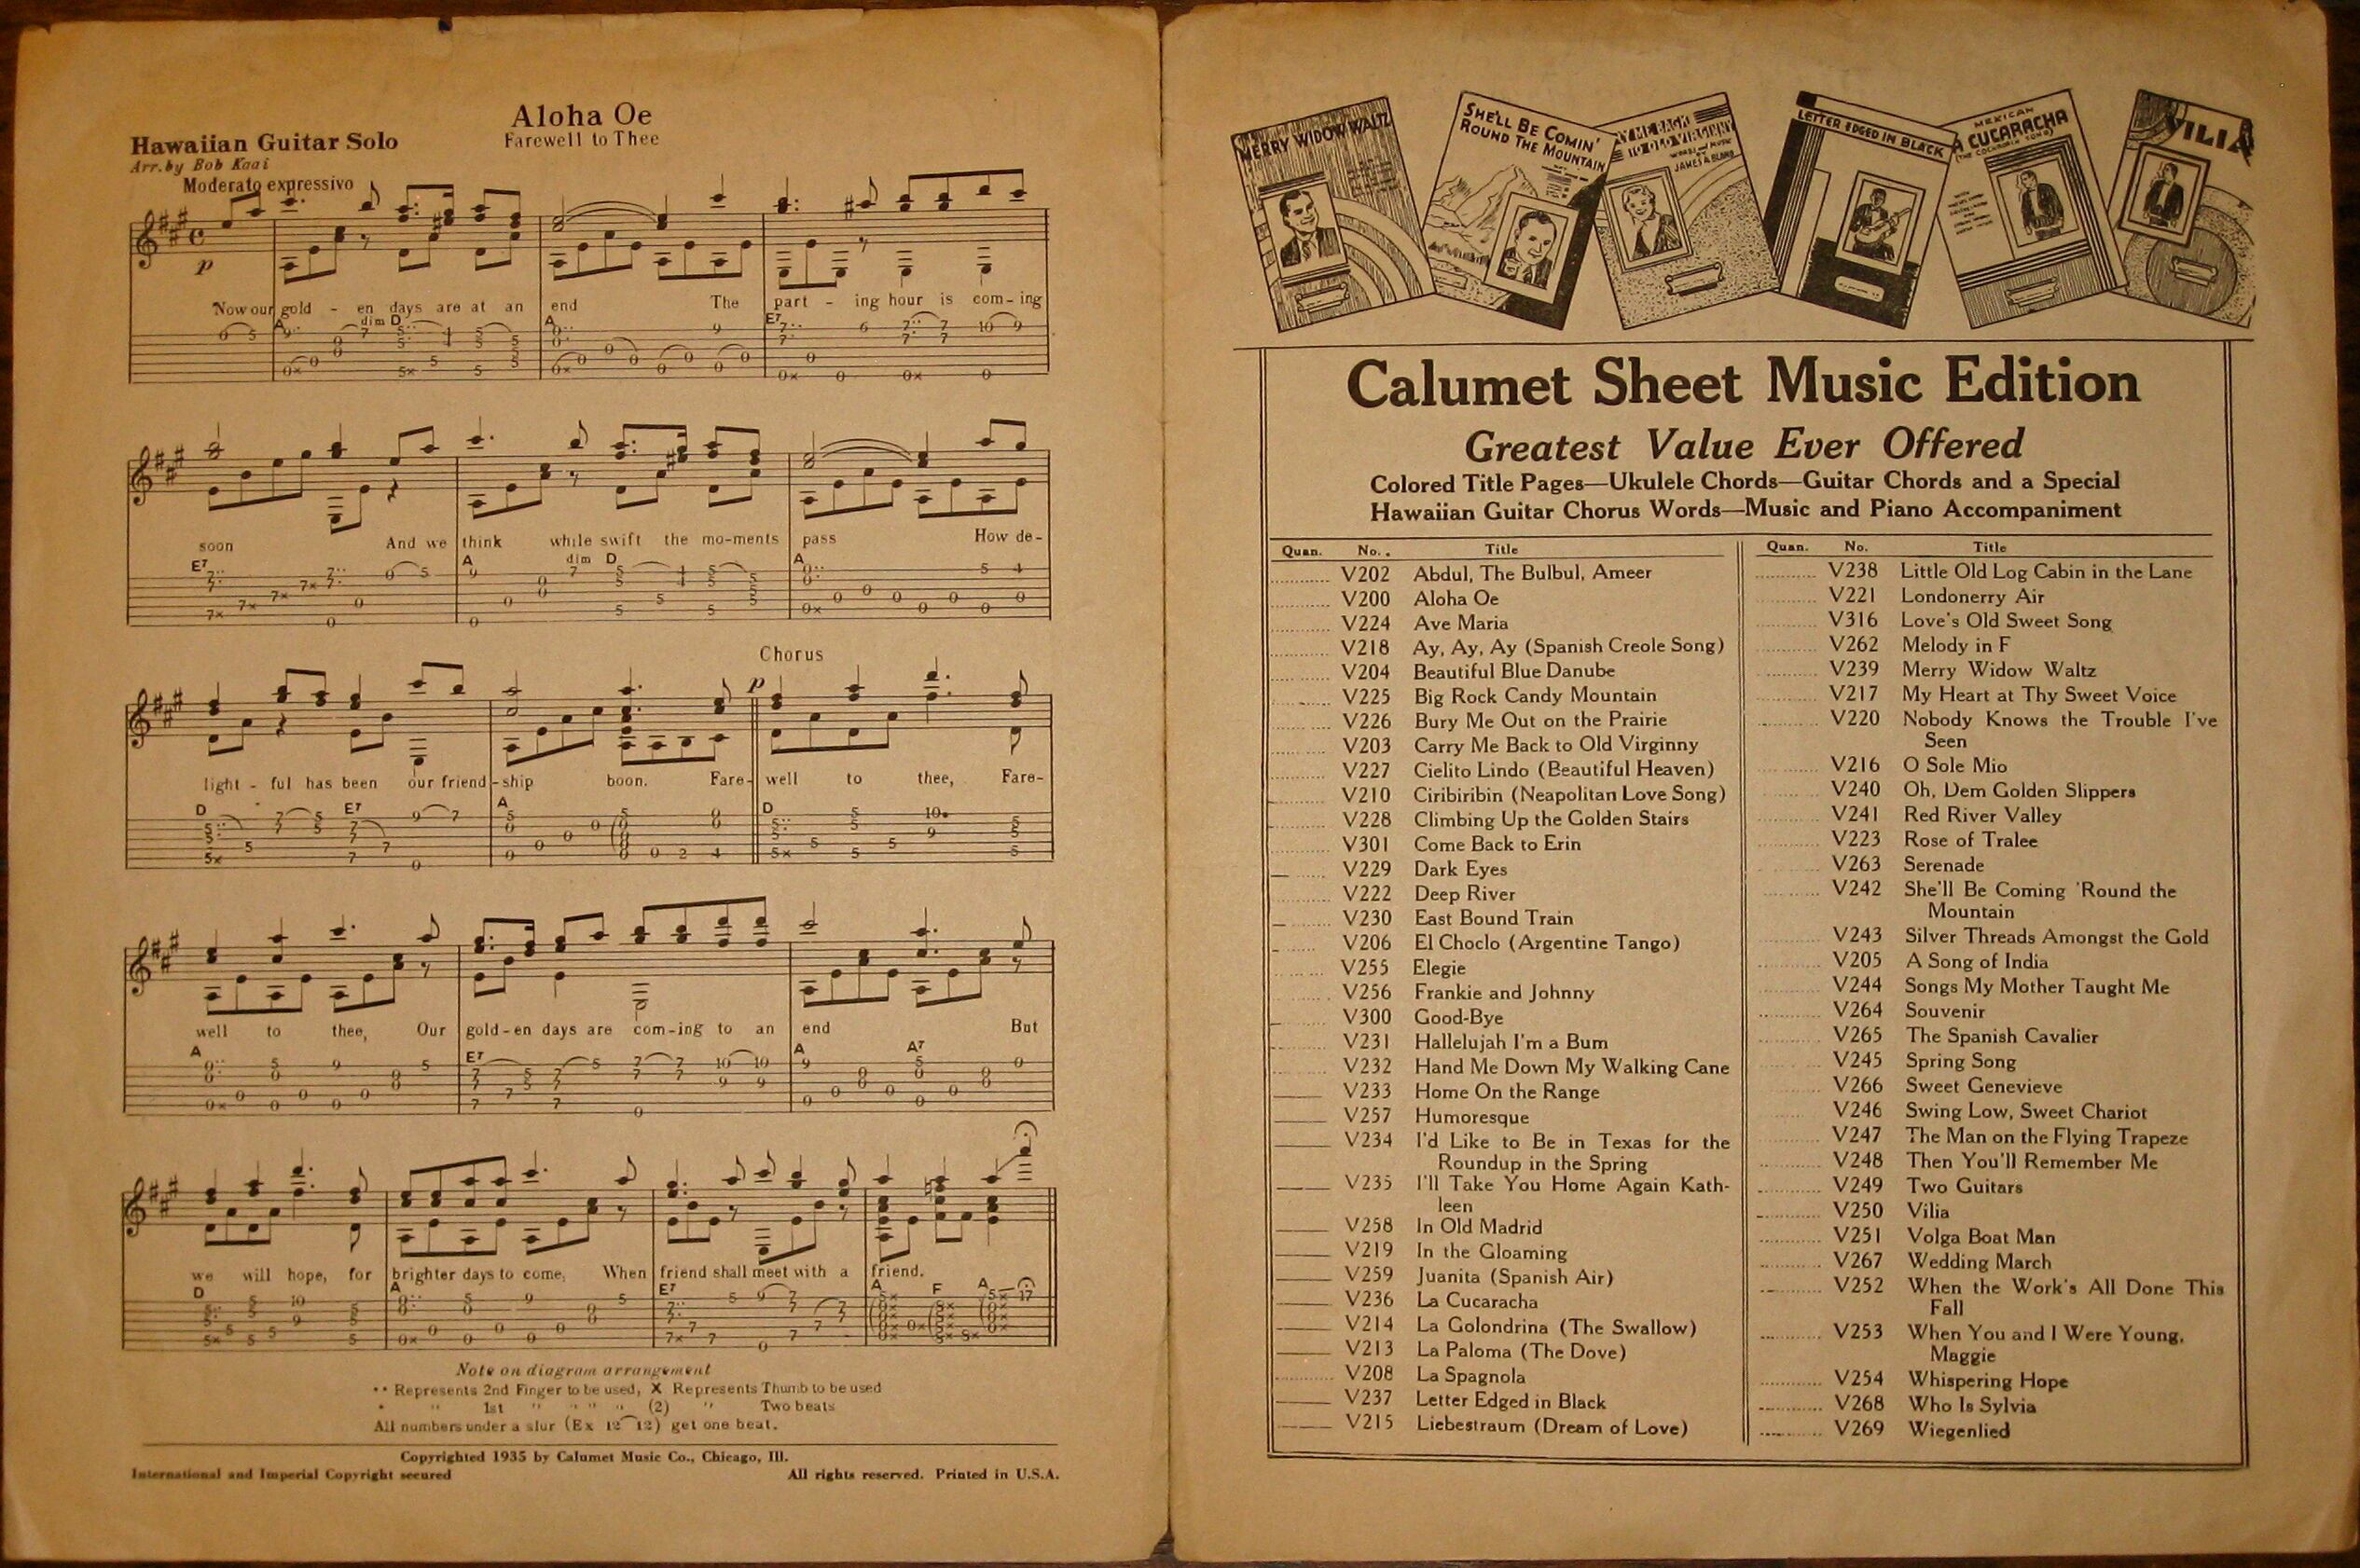 Aloha Oe
Farewell to Thee
Hawaiian Guitar Solo
Arr. by Bob Kaai
Moderato expressivo
Now our gold - en days are at an end The part - ing hour is com - ing
A dim D A E7
soon And we think while swift the mo-ments pass How de-
E7 A dim D A
Chorus
light - ful has been our friend - ship boon. Fare- well to thee, Fare-
D E7 A D
well to thee, Our gold - en days are com-ing to an end But
A E7 A A7
we will hope, for brighter days to come, When friend shall meet with a friend.
D A E7 A F A
Note on diagram arrangement
•• Represents 2nd Finger to be used, X Represents Thumb to be used
• " 1st " " " " (2) " Two beats
All numbers under a slur (Ex 12 12) get one beat.
Copyrighted 1935 by Calumet Music Co., Chicago, Ill.
International and Imperial Copyright secured All rights reserved. Printed in U.S.A.
MERRY WIDOW WALTZ
SHE'LL BE COMIN'
ROUND THE MOUNTAIN
RY ME BACK
TO OLD VIRGINNY
WORDS and MUSIC
BY
JAMES A. BLAND
LETTER EDGED IN BLACK
MEXICAN
A CUCARACHA
VILIA
Calumet Sheet Music Edition
Greatest Value Ever Offered
Colored Title Pages—Ukulele Chords—Guitar Chords and a Special
Hawaiian Guitar Chorus Words—Music and Piano Accompaniment
Quan. No. Title
V202 Abdul, The Bulbul, Ameer
V200 Aloha Oe
V224 Ave Maria
V218 Ay, Ay, Ay (Spanish Creole Song)
V204 Beautiful Blue Danube
V225 Big Rock Candy Mountain
V226 Bury Me Out on the Prairie
V203 Carry Me Back to Old Virginny
V227 Cielito Lindo (Beautiful Heaven)
V210 Ciribiribin (Neapolitan Love Song)
V228 Climbing Up the Golden Stairs
V301 Come Back to Erin
V229 Dark Eyes
V222 Deep River
V230 East Bound Train
V206 El Choclo (Argentine Tango)
V255 Elegie
V256 Frankie and Johnny
V300 Good-Bye
V231 Hallelujah I'm a Bum
V232 Hand Me Down My Walking Cane
V233 Home On the Range
V257 Humoresque
V234 I'd Like to Be in Texas for the
Roundup in the Spring
V235 I'll Take You Home Again Kath-
leen
V258 In Old Madrid
V219 In the Gloaming
V259 Juanita (Spanish Air)
V236 La Cucaracha
V214 La Golondrina (The Swallow)
V213 La Paloma (The Dove)
V208 La Spagnola
V237 Letter Edged in Black
V215 Liebestraum (Dream of Love)
Quan. No. Title
V238 Little Old Log Cabin in the Lane
V221 Londonerry Air
V316 Love's Old Sweet Song
V262 Melody in F
V239 Merry Widow Waltz
V217 My Heart at Thy Sweet Voice
V220 Nobody Knows the Trouble I've
Seen
V216 O Sole Mio
V240 Oh, Dem Golden Slippers
V241 Red River Valley
V223 Rose of Tralee
V263 Serenade
V242 She'll Be Coming 'Round the
Mountain
V243 Silver Threads Amongst the Gold
V205 A Song of India
V244 Songs My Mother Taught Me
V264 Souvenir
V265 The Spanish Cavalier
V245 Spring Song
V266 Sweet Genevieve
V246 Swing Low, Sweet Chariot
V247 The Man on the Flying Trapeze
V248 Then You'll Remember Me
V249 Two Guitars
V250 Vilia
V251 Volga Boat Man
V267 Wedding March
V252 When the Work's All Done This
Fall
V253 When You and I Were Young,
Maggie
V254 Whispering Hope
V268 Who Is Sylvia
V269 Wiegenlied